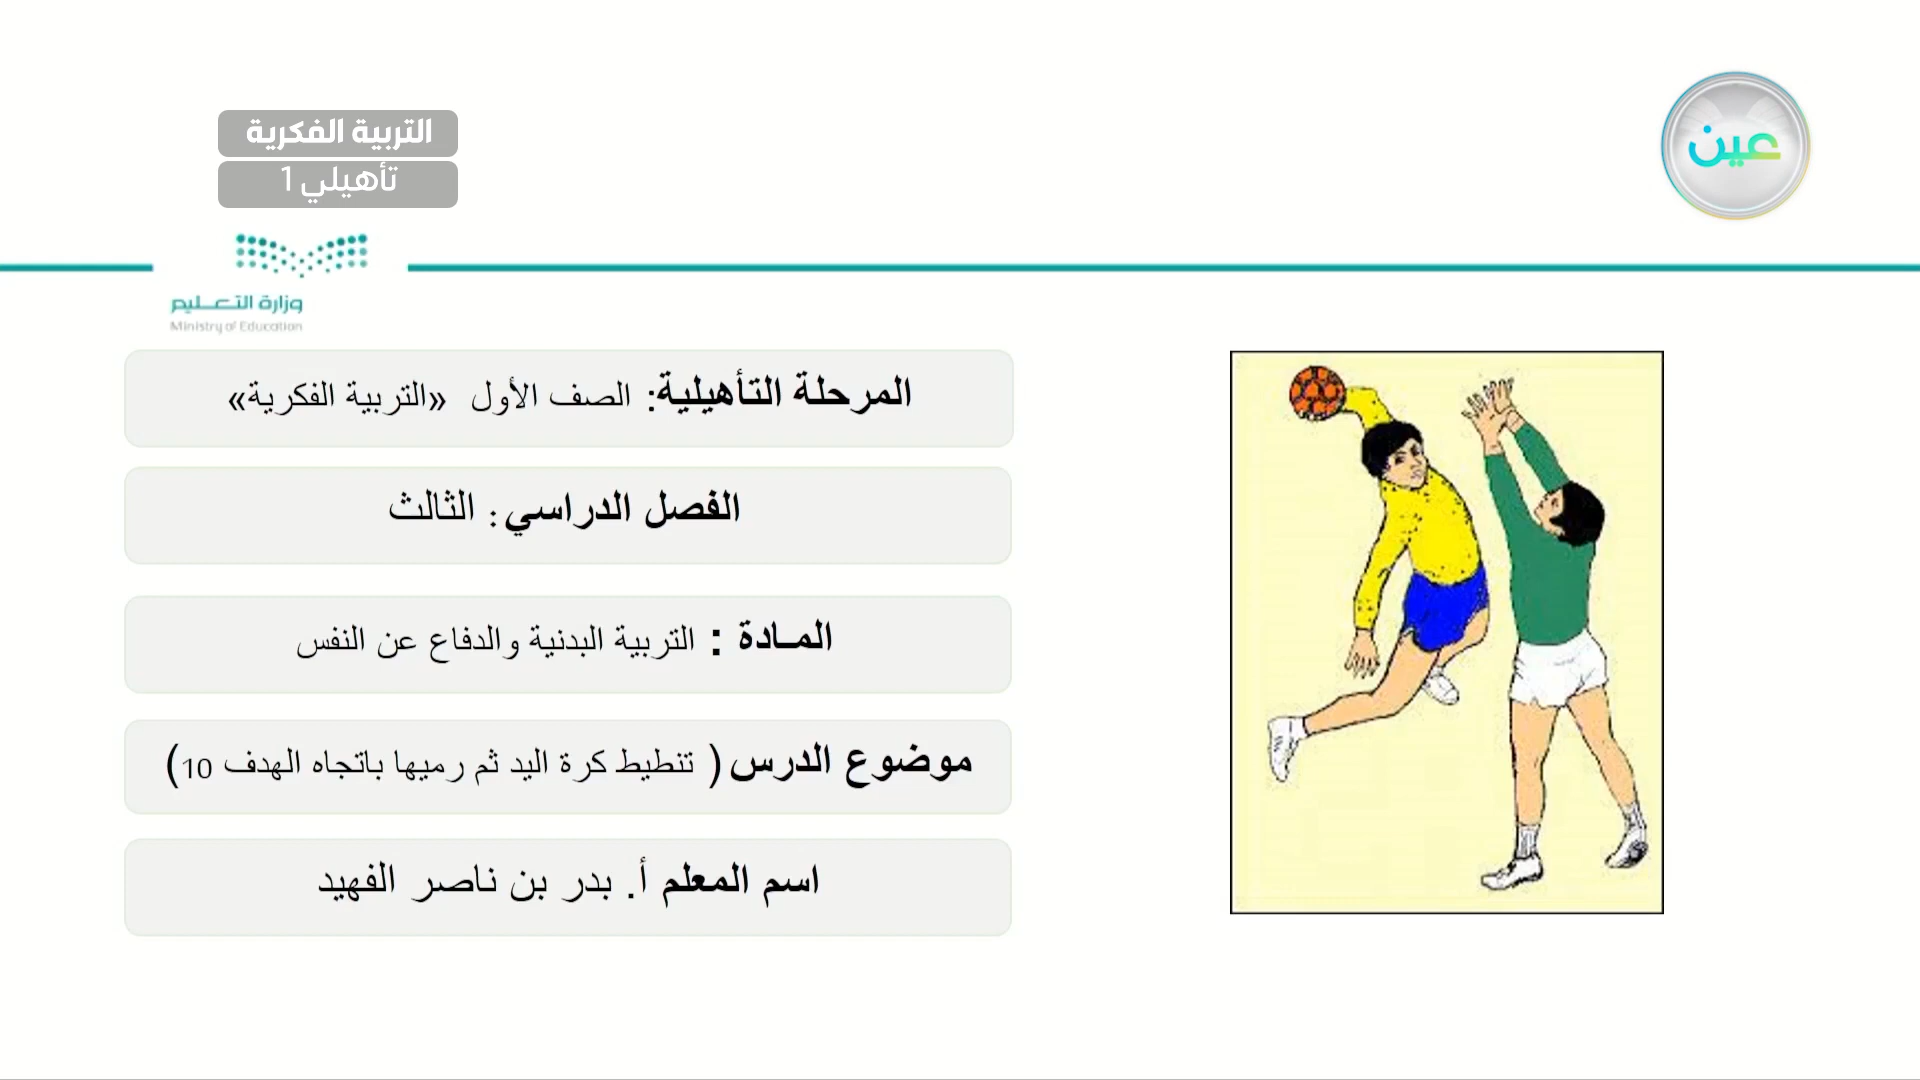 عين
التربية الفكرية
تأهيلي 1
وزارة التعـليم
Ministry of Education
المرحلة التأهيلية: الصف الأول «التربية الفكرية»
الفصل الدراسي: الثالث
المـادة : التربية البدنية والدفاع عن النفس
موضوع الدرس ( تنطيط كرة اليد ثم رميها باتجاه الهدف 10)
اسم المعلم أ. بدر بن ناصر الفهيد